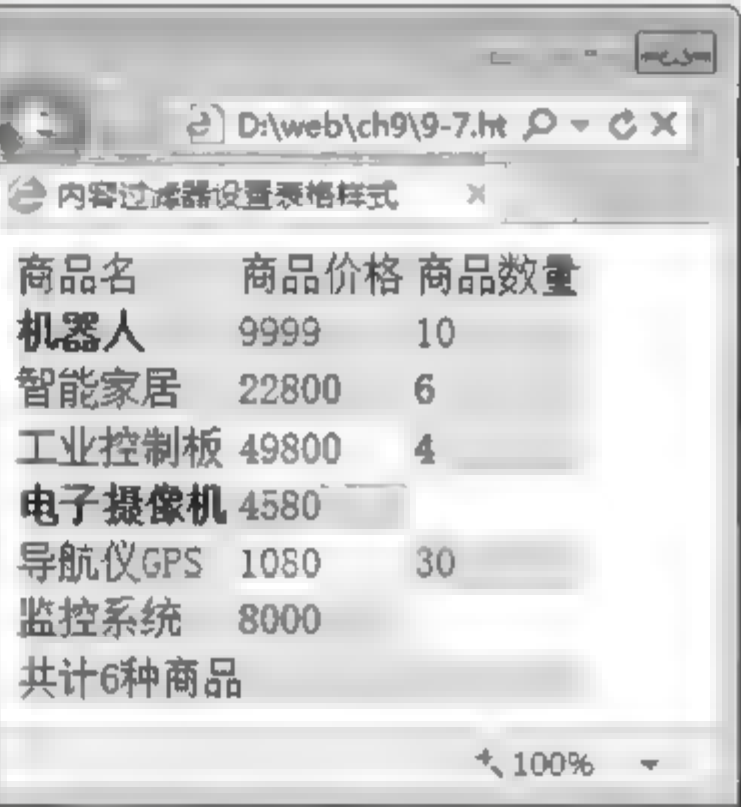 D:\web\ch9\9-7.ht
内容过滤器设置表格样式
商品名 商品价格 商品数量
机器人 9999 10
智能家居 22800 6
工业控制板 49800 4
电子摄像机 4580
导航仪GPS 1080 30
监控系统 8000
共计6种商品
100%